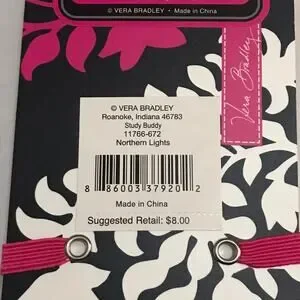 © VERA BRADLEY • Made in China
© VERA BRADLEY
Roanoke, Indiana 46783
Study Buddy
11766-672
Northern Lights
Vera Bradley
8 86003 37920 2
Made in China
Suggested Retail: $8.00